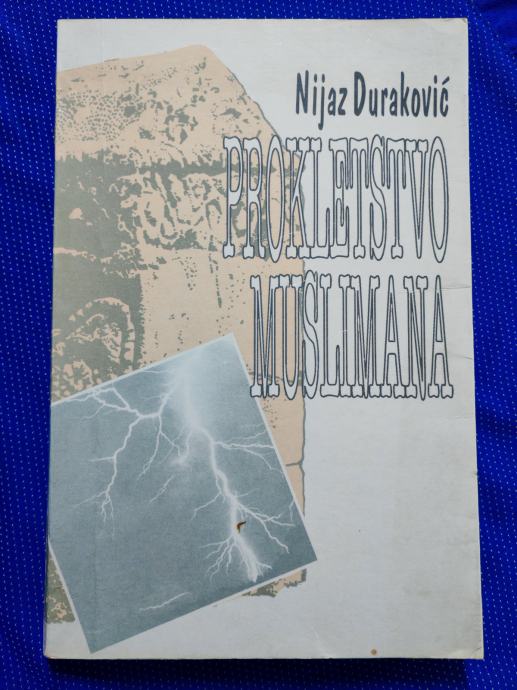 Nijaz Duraković
PROKLETSTVO
MUSLIMANA